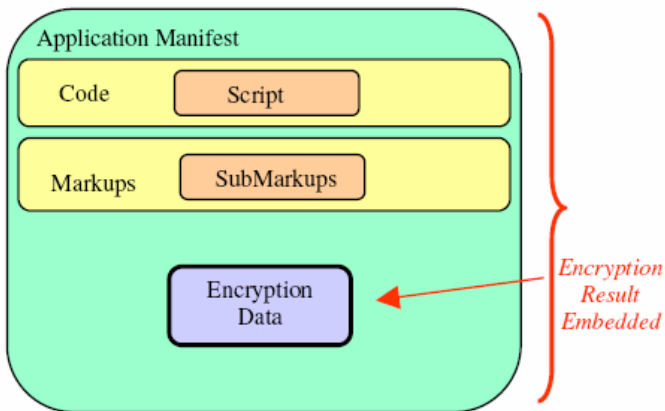 Application Manifest
Code
Script
Markups
SubMarkups
Encryption
Data
Encryption
Result
Embedded